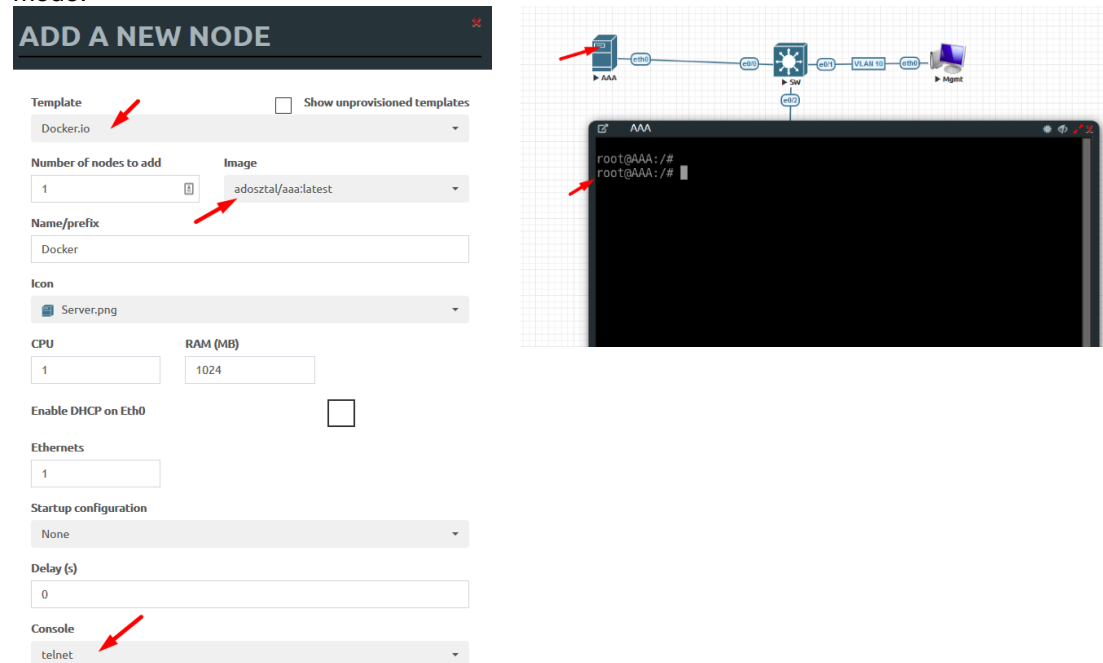 ADD A NEW NODE
Template
Show unprovisioned templates
Docker.io
Number of nodes to add
Image
1
adosztal/aaa:latest
Name/prefix
Docker
Icon
Server.png
CPU
RAM (MB)
1
1024
Enable DHCP on Eth0
Ethernets
1
Startup configuration
None
Delay (s)
0
Console
telnet
eth0
e0/0
e0/1
VLAN 10
eth0
AAA
SW
Mgmt
e0/2
AAA
root@AAA:/#
root@AAA:/#